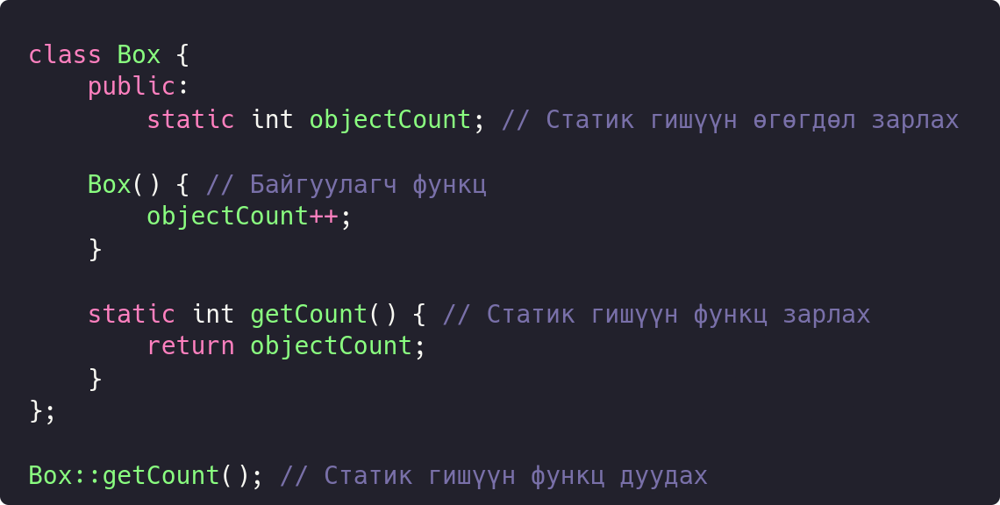 class Box {
    public:
        static int objectCount; // Статик гишүүн өгөгдөл зарлах

    Box() { // Байгуулагч функц
        objectCount++;
    }

    static int getCount() { // Статик гишүүн функц зарлах
        return objectCount;
    }
};

Box::getCount(); // Статик гишүүн функц дуудах